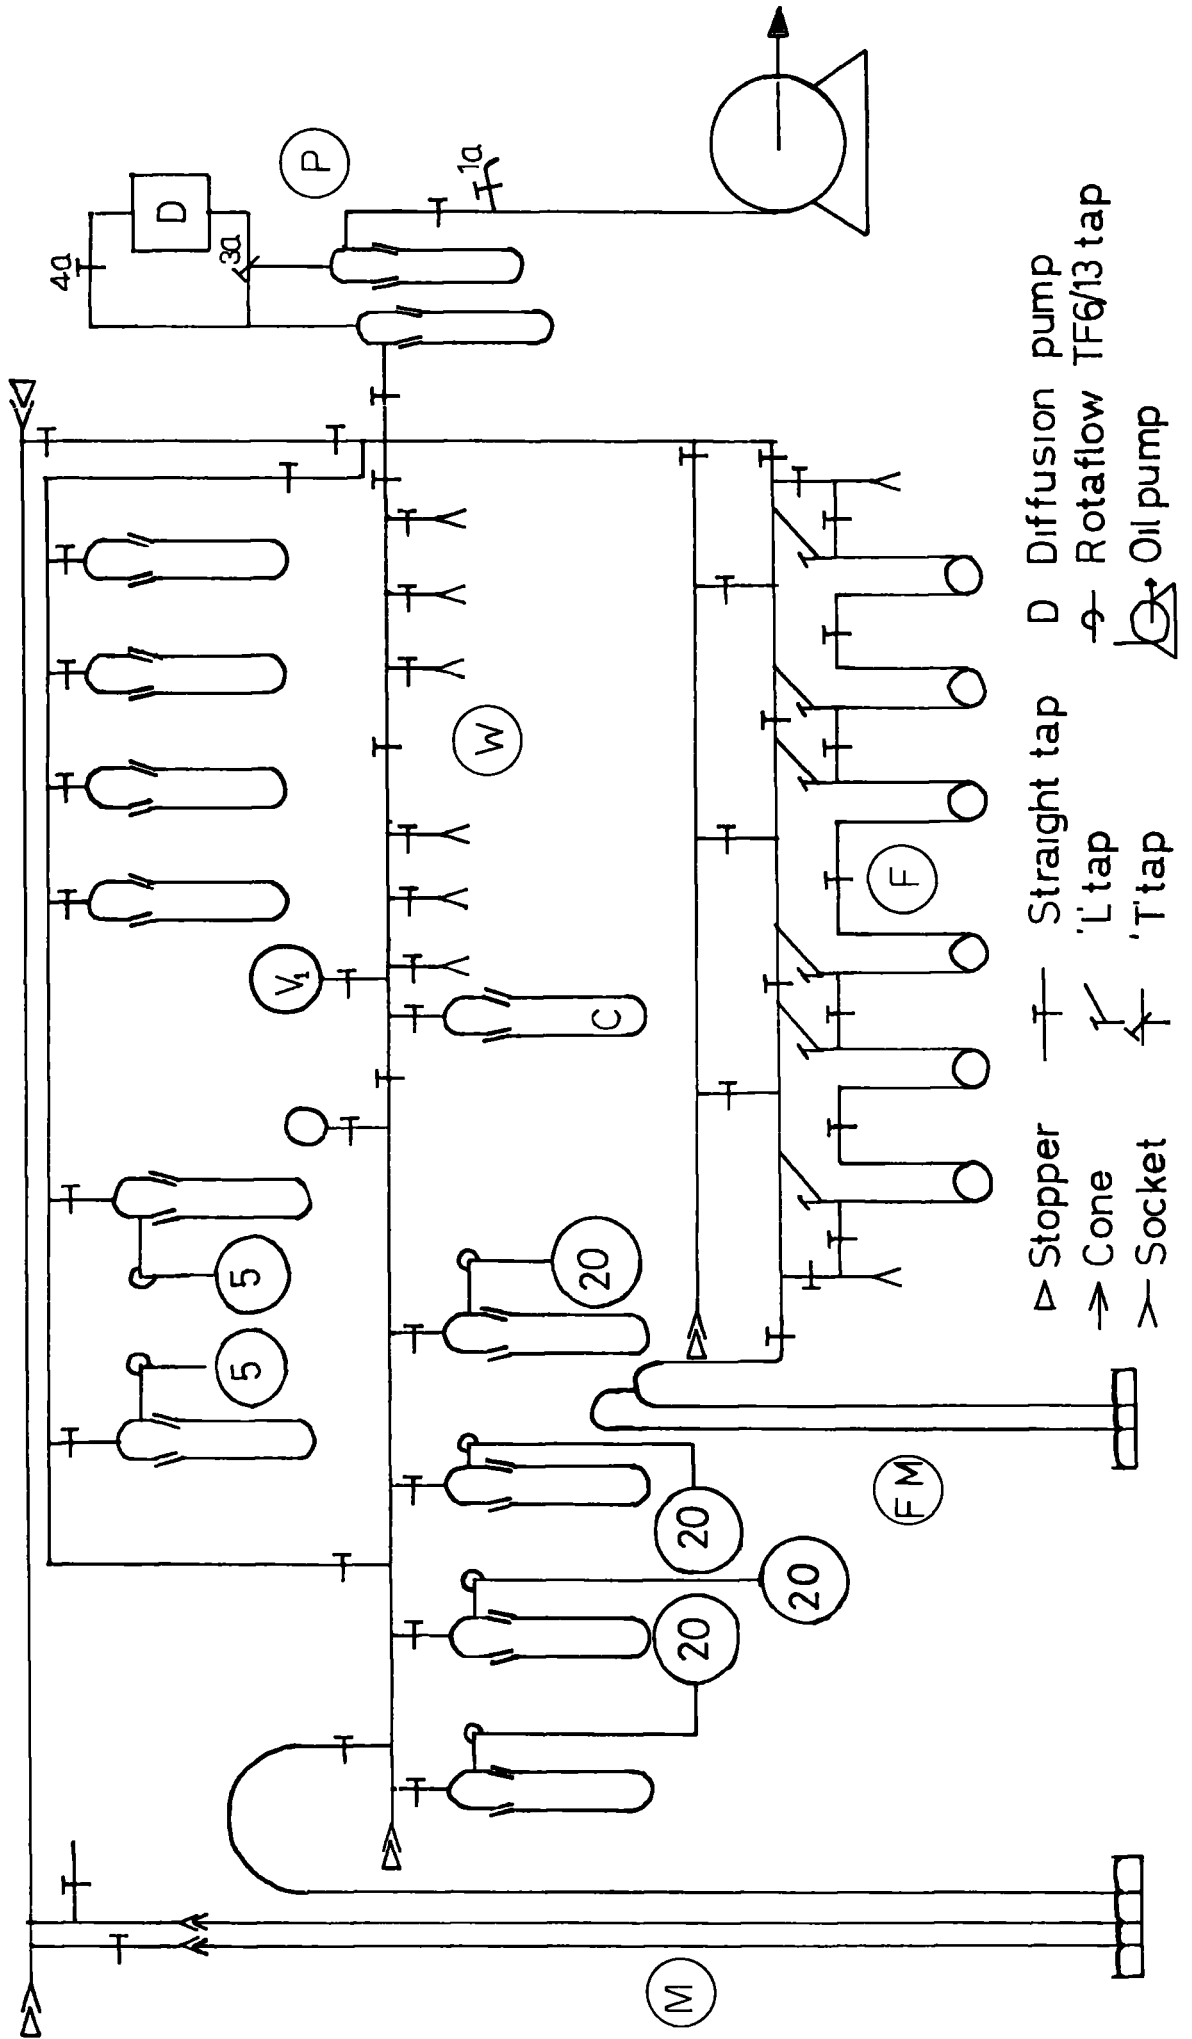 4a
D
3a
P
1a
V1
W
C
5
5
20
20
20
20
F
F M
M
▷ Stopper
Cone
Socket
Straight tap
'L' tap
'T' tap
D Diffusion pump
Rotaflow TF6/13 tap
Oil pump